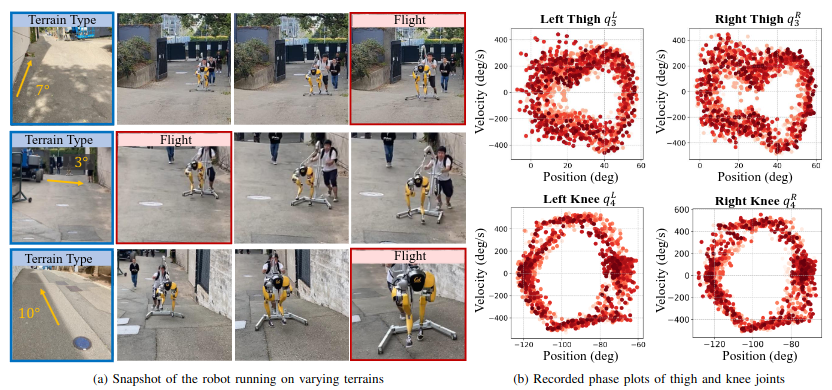 Terrain Type
7°
Flight
Terrain Type
3°
Flight
Terrain Type
10°
Flight
(a) Snapshot of the robot running on varying terrains
Left Thigh q₃ᴸ
Velocity (deg/s)
400
200
0
−200
−400
0
20
40
60
Position (deg)
Right Thigh q₃ᴿ
Velocity (deg/s)
400
200
0
−200
−400
0
20
40
60
Position (deg)
Left Knee q₄ᴸ
Velocity (deg/s)
400
200
0
−200
−400
−120
−100
−80
−60
Position (deg)
Right Knee q₄ᴿ
Velocity (deg/s)
600
400
200
0
−200
−400
−120
−100
−80
Position (deg)
(b) Recorded phase plots of thigh and knee joints